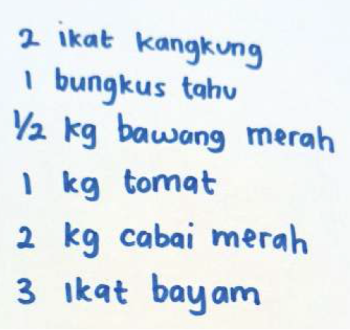 2 ikat kangkung
1 bungkus tahu
1/2 kg bawang merah
1 kg tomat
2 kg cabai merah
3 ikat bayam